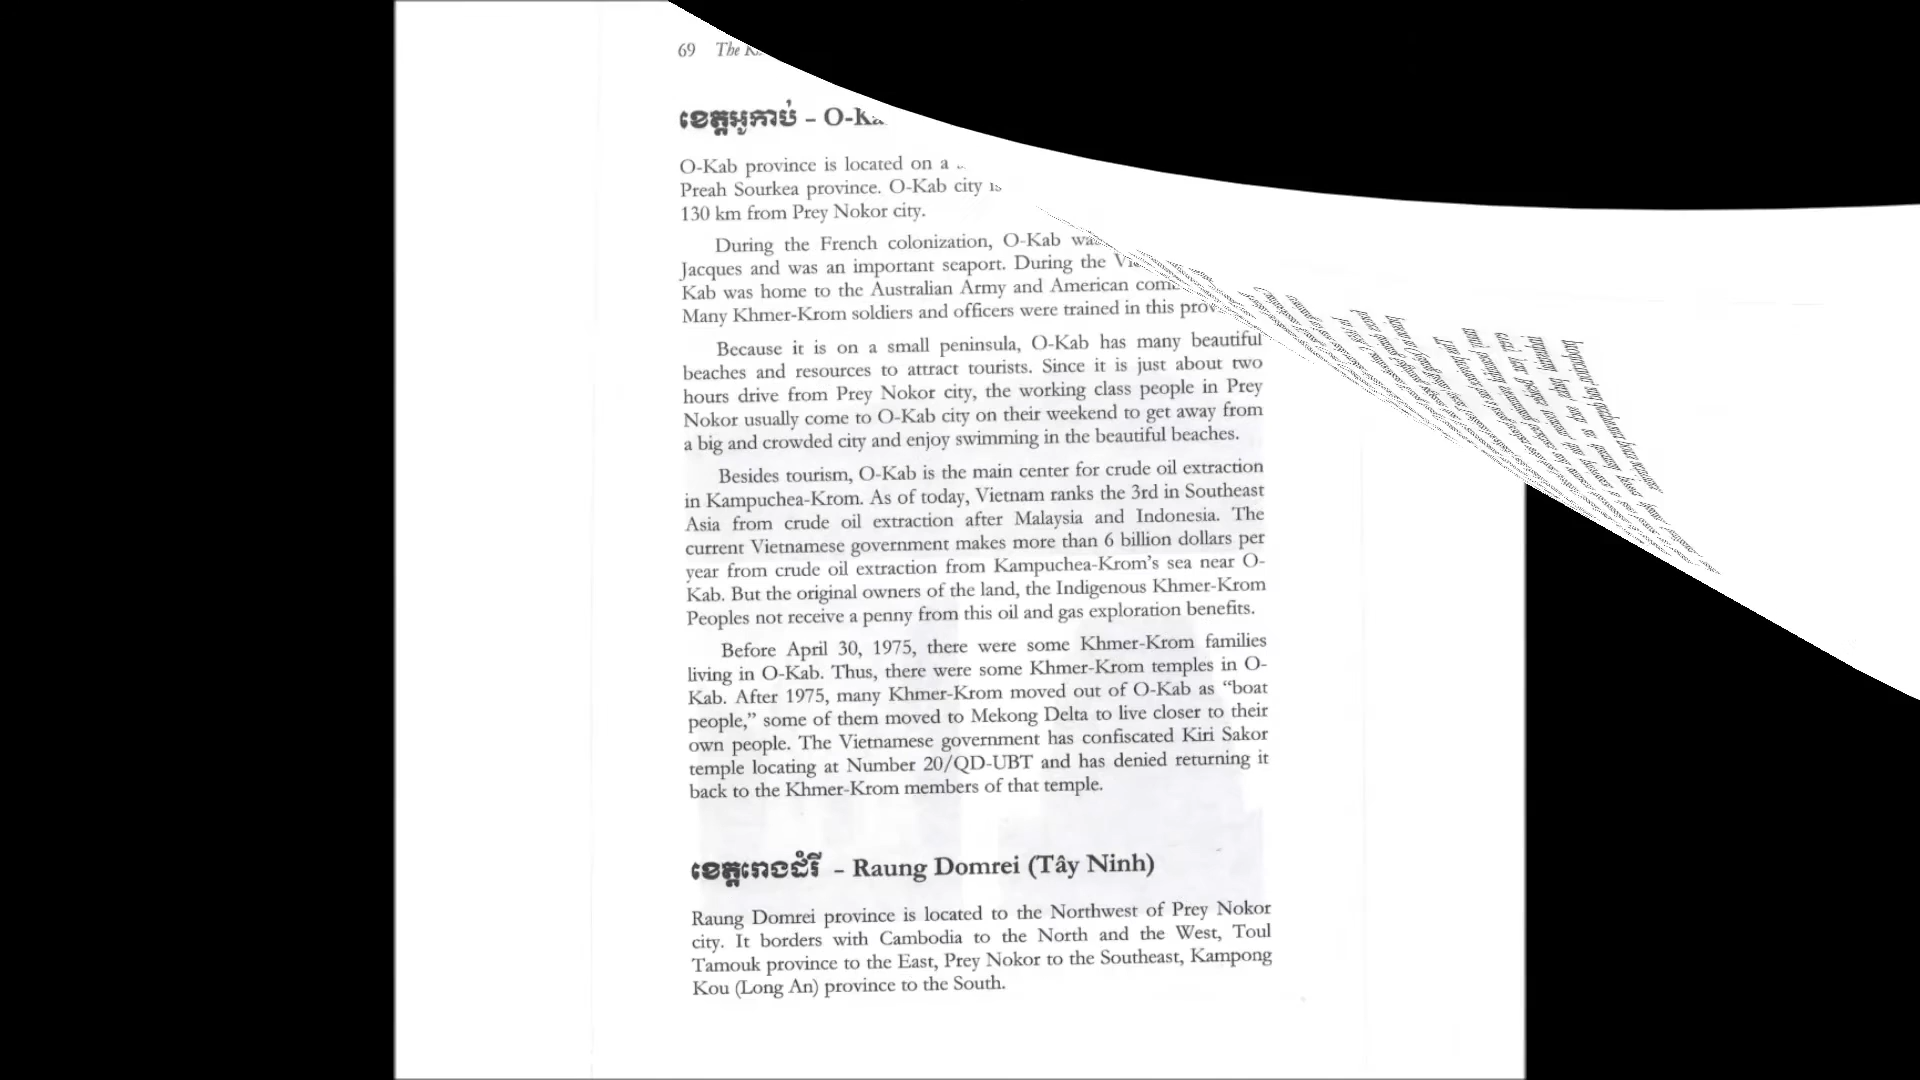 69 The
ខេត្តអូកាប់ – O-Ka
O-Kab province is located on a
Preah Sourkea province. O-Kab city is
130 km from Prey Nokor city.
During the French colonization, O-Kab was
Jacques and was an important seaport. During the
Kab was home to the Australian Army and American
Many Khmer-Krom soldiers and officers were trained in this
Because it is on a small peninsula, O-Kab has many beautiful
beaches and resources to attract tourists. Since it is just about two
hours drive from Prey Nokor city, the working class people in Prey
Nokor usually come to O-Kab city on their weekend to get away from
a big and crowded city and enjoy swimming in the beautiful beaches.
Besides tourism, O-Kab is the main center for crude oil extraction
in Kampuchea-Krom. As of today, Vietnam ranks the 3rd in Southeast
Asia from crude oil extraction after Malaysia and Indonesia. The
current Vietnamese government makes more than 6 billion dollars per
year from crude oil extraction from Kampuchea-Krom’s sea near O-
Kab. But the original owners of the land, the Indigenous Khmer-Krom
Peoples not receive a penny from this oil and gas exploration benefits.
Before April 30, 1975, there were some Khmer-Krom families
living in O-Kab. Thus, there were some Khmer-Krom temples in O-
Kab. After 1975, many Khmer-Krom moved out of O-Kab as “boat
people,” some of them moved to Mekong Delta to live closer to their
own people. The Vietnamese government has confiscated Kiri Sakor
temple locating at Number 20/QD-UBT and has denied returning it
back to the Khmer-Krom members of that temple.
ខេត្តរោងដំរី – Raung Domrei (Tây Ninh)
Raung Domrei province is located to the Northwest of Prey Nokor
city. It borders with Cambodia to the North and the West, Toul
Tamouk province to the East, Prey Nokor to the Southeast, Kampong
Kou (Long An) province to the South.